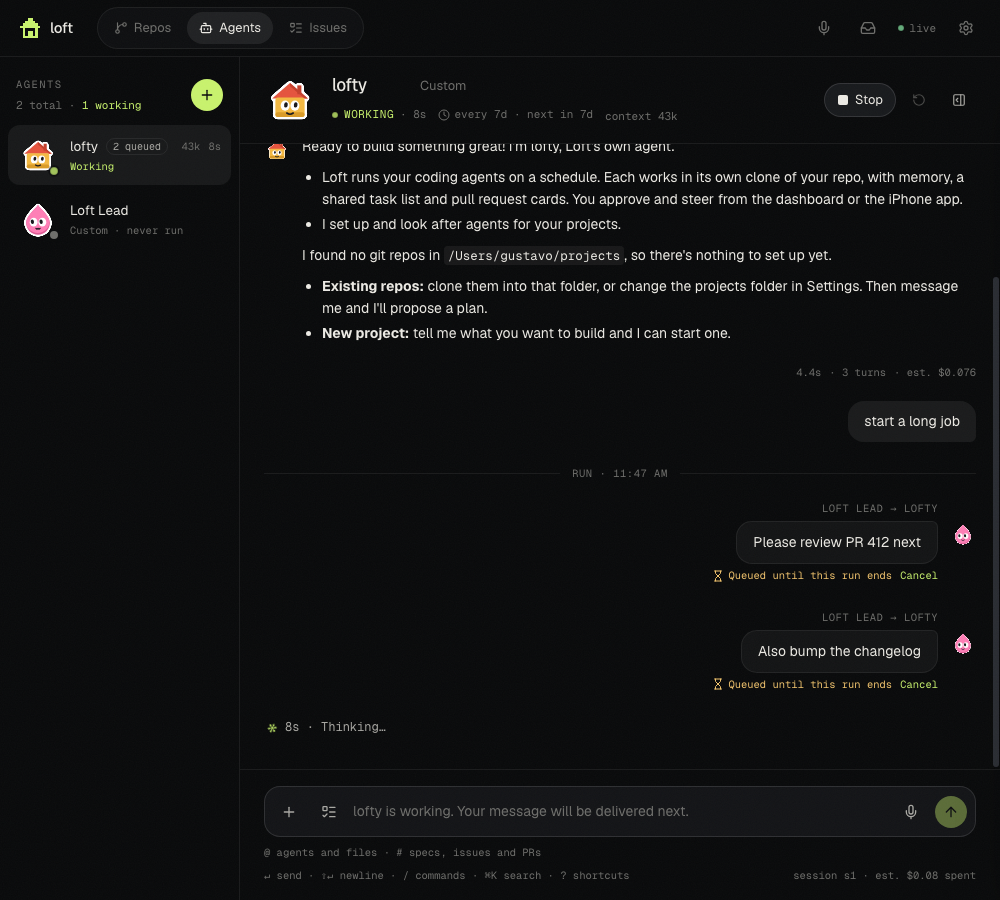 loft
Repos
Agents
Issues
live
AGENTS
2 total · 1 working
lofty 2 queued 43k 8s
Working
Loft Lead
Custom · never run
lofty Custom
WORKING · 8s every 7d · next in 7d context 43k
Stop
Ready to build something great! I'm lofty, Loft's own agent.
• Loft runs your coding agents on a schedule. Each works in its own clone of your repo, with memory, a
shared task list and pull request cards. You approve and steer from the dashboard or the iPhone app.
• I set up and look after agents for your projects.
I found no git repos in /Users/gustavo/projects, so there's nothing to set up yet.
• Existing repos: clone them into that folder, or change the projects folder in Settings. Then message
me and I'll propose a plan.
• New project: tell me what you want to build and I can start one.
4.4s · 3 turns · est. $0.076
start a long job
RUN · 11:47 AM
LOFT LEAD → LOFTY
Please review PR 412 next
Queued until this run ends Cancel
LOFT LEAD → LOFTY
Also bump the changelog
Queued until this run ends Cancel
8s · Thinking…
lofty is working. Your message will be delivered next.
@ agents and files · # specs, issues and PRs
↵ send · ⇧↵ newline · / commands · ⌘K search · ? shortcuts
session s1 · est. $0.08 spent